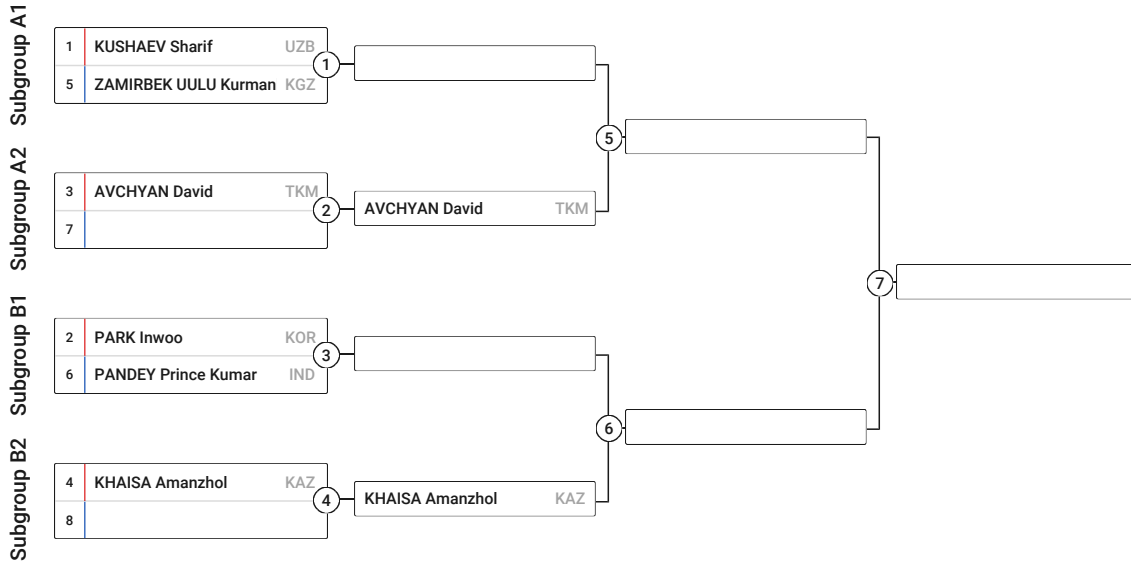 Subgroup A1
1 KUSHAEV Sharif UZB
5 ZAMIRBEK UULU Kurman KGZ
1
5
Subgroup A2
3 AVCHYAN David TKM
7
2
AVCHYAN David TKM
7
Subgroup B1
2 PARK Inwoo KOR
6 PANDEY Prince Kumar IND
3
6
Subgroup B2
4 KHAISA Amanzhol KAZ
8
4
KHAISA Amanzhol KAZ